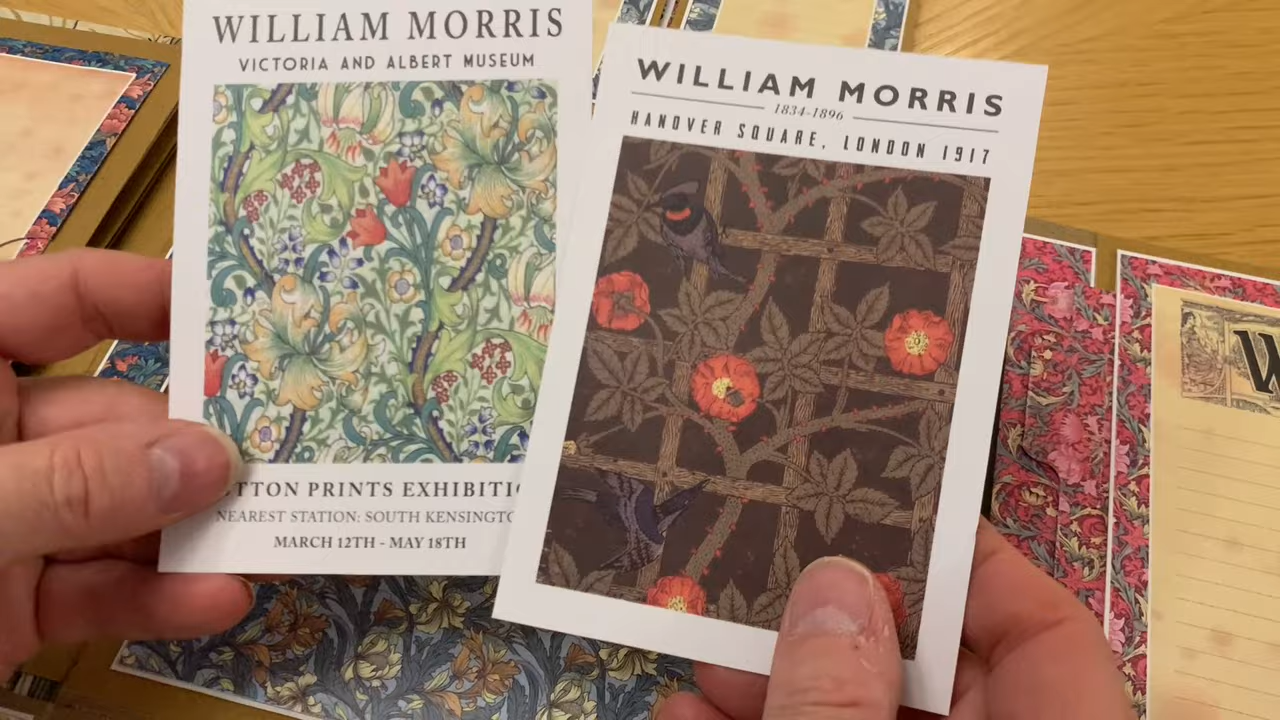 WILLIAM MORRIS
VICTORIA AND ALBERT MUSEUM
TTON PRINTS EXHIBITIO
NEAREST STATION: SOUTH KENSINGTO
MARCH 12TH - MAY 18TH
WILLIAM MORRIS
1834-1896
HANOVER SQUARE, LONDON 1917
W